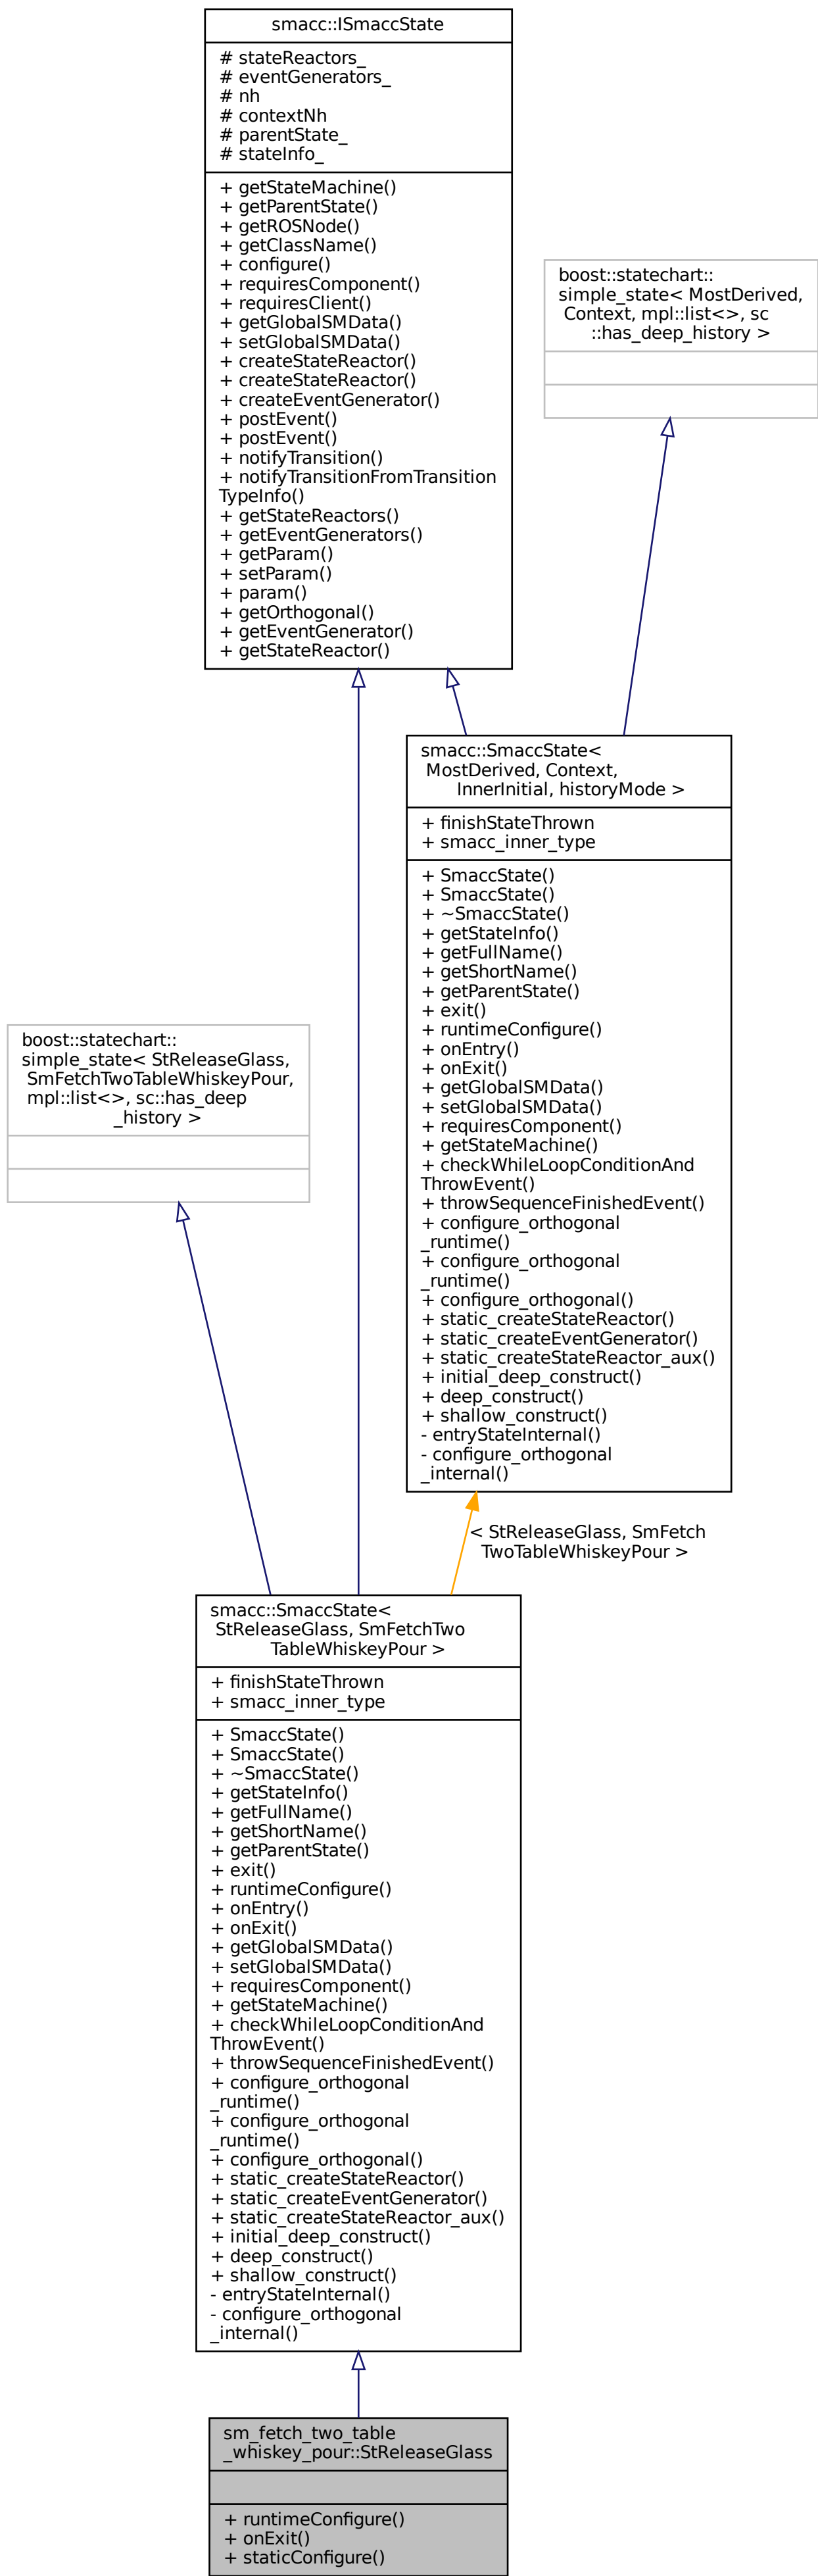 smacc::ISmaccState
# stateReactors_
# eventGenerators_
# nh
# contextNh
# parentState_
# stateInfo_
+ getStateMachine()
+ getParentState()
+ getROSNode()
+ getClassName()
+ configure()
+ requiresComponent()
+ requiresClient()
+ getGlobalSMData()
+ setGlobalSMData()
+ createStateReactor()
+ createStateReactor()
+ createEventGenerator()
+ postEvent()
+ postEvent()
+ notifyTransition()
+ notifyTransitionFromTransition
TypeInfo()
+ getStateReactors()
+ getEventGenerators()
+ getParam()
+ setParam()
+ param()
+ getOrthogonal()
+ getEventGenerator()
+ getStateReactor()
boost::statechart::
simple_state< MostDerived,
Context, mpl::list<>, sc
::has_deep_history >
smacc::SmaccState<
MostDerived, Context,
InnerInitial, historyMode >
+ finishStateThrown
+ smacc_inner_type
+ SmaccState()
+ SmaccState()
+ ~SmaccState()
+ getStateInfo()
+ getFullName()
+ getShortName()
+ getParentState()
+ exit()
+ runtimeConfigure()
+ onEntry()
+ onExit()
+ getGlobalSMData()
+ setGlobalSMData()
+ requiresComponent()
+ getStateMachine()
+ checkWhileLoopConditionAnd
ThrowEvent()
+ throwSequenceFinishedEvent()
+ configure_orthogonal
_runtime()
+ configure_orthogonal
_runtime()
+ configure_orthogonal()
+ static_createStateReactor()
+ static_createEventGenerator()
+ static_createStateReactor_aux()
+ initial_deep_construct()
+ deep_construct()
+ shallow_construct()
- entryStateInternal()
- configure_orthogonal
_internal()
boost::statechart::
simple_state< StReleaseGlass,
SmFetchTwoTableWhiskeyPour,
mpl::list<>, sc::has_deep
_history >
< StReleaseGlass, SmFetch
TwoTableWhiskeyPour >
smacc::SmaccState<
StReleaseGlass, SmFetchTwo
TableWhiskeyPour >
+ finishStateThrown
+ smacc_inner_type
+ SmaccState()
+ SmaccState()
+ ~SmaccState()
+ getStateInfo()
+ getFullName()
+ getShortName()
+ getParentState()
+ exit()
+ runtimeConfigure()
+ onEntry()
+ onExit()
+ getGlobalSMData()
+ setGlobalSMData()
+ requiresComponent()
+ getStateMachine()
+ checkWhileLoopConditionAnd
ThrowEvent()
+ throwSequenceFinishedEvent()
+ configure_orthogonal
_runtime()
+ configure_orthogonal
_runtime()
+ configure_orthogonal()
+ static_createStateReactor()
+ static_createEventGenerator()
+ static_createStateReactor_aux()
+ initial_deep_construct()
+ deep_construct()
+ shallow_construct()
- entryStateInternal()
- configure_orthogonal
_internal()
sm_fetch_two_table
_whiskey_pour::StReleaseGlass
+ runtimeConfigure()
+ onExit()
+ staticConfigure()